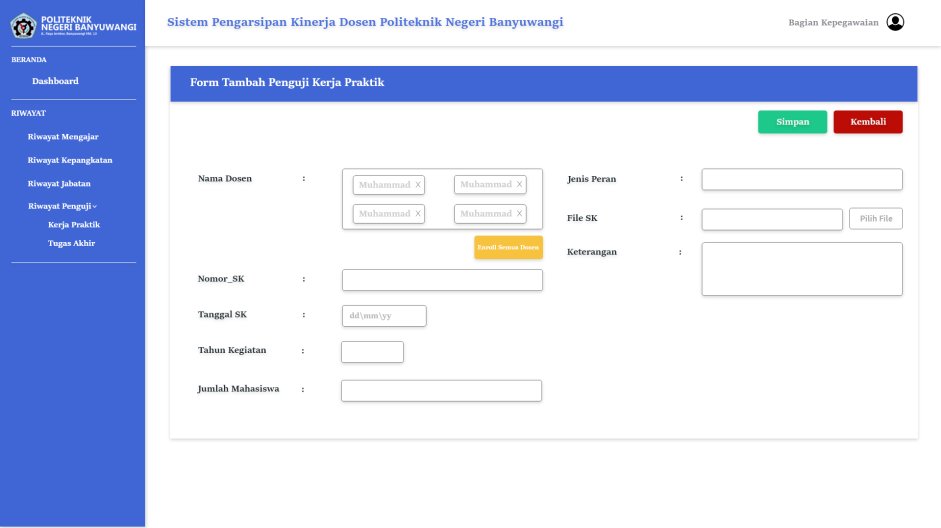 POLITEKNIK
NEGERI BANYUWANGI
Sistem Pengarsipan Kinerja Dosen Politeknik Negeri Banyuwangi
Bagian Kepegawaian
BERANDA
Dashboard
RIWAYAT
Riwayat Mengajar
Riwayat Kepangkatan
Riwayat Jabatan
Riwayat Penguji
Kerja Praktik
Tugas Akhir
Form Tambah Penguji Kerja Praktik
Simpan
Kembali
Nama Dosen :
Muhammad X
Muhammad X
Muhammad X
Muhammad X
Semua Dosen
Nomor_SK :
Tanggal SK :
dd\mm\yy
Tahun Kegiatan :
Jumlah Mahasiswa :
Jenis Peran :
File SK :
Pilih File
Keterangan :